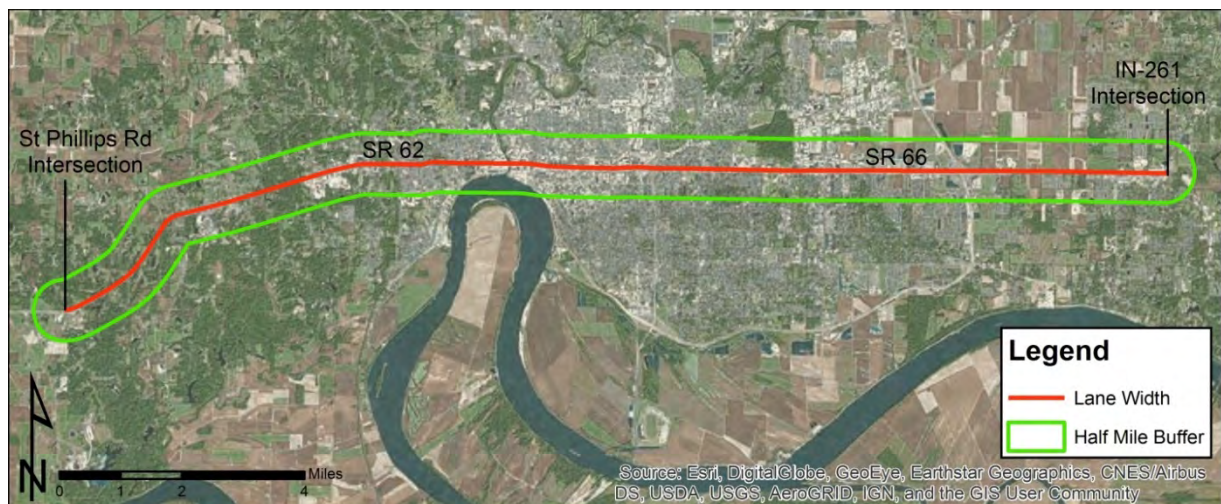 IN-261
Intersection
St Phillips Rd
Intersection
SR 62
SR 66
Legend
Lane Width
Half Mile Buffer
N
Miles
0 1 2 4
Source: Esri, DigitalGlobe, GeoEye, Earthstar Geographics, CNES/Airbus
DS, USDA, USGS, AeroGRID, IGN, and the GIS User Community